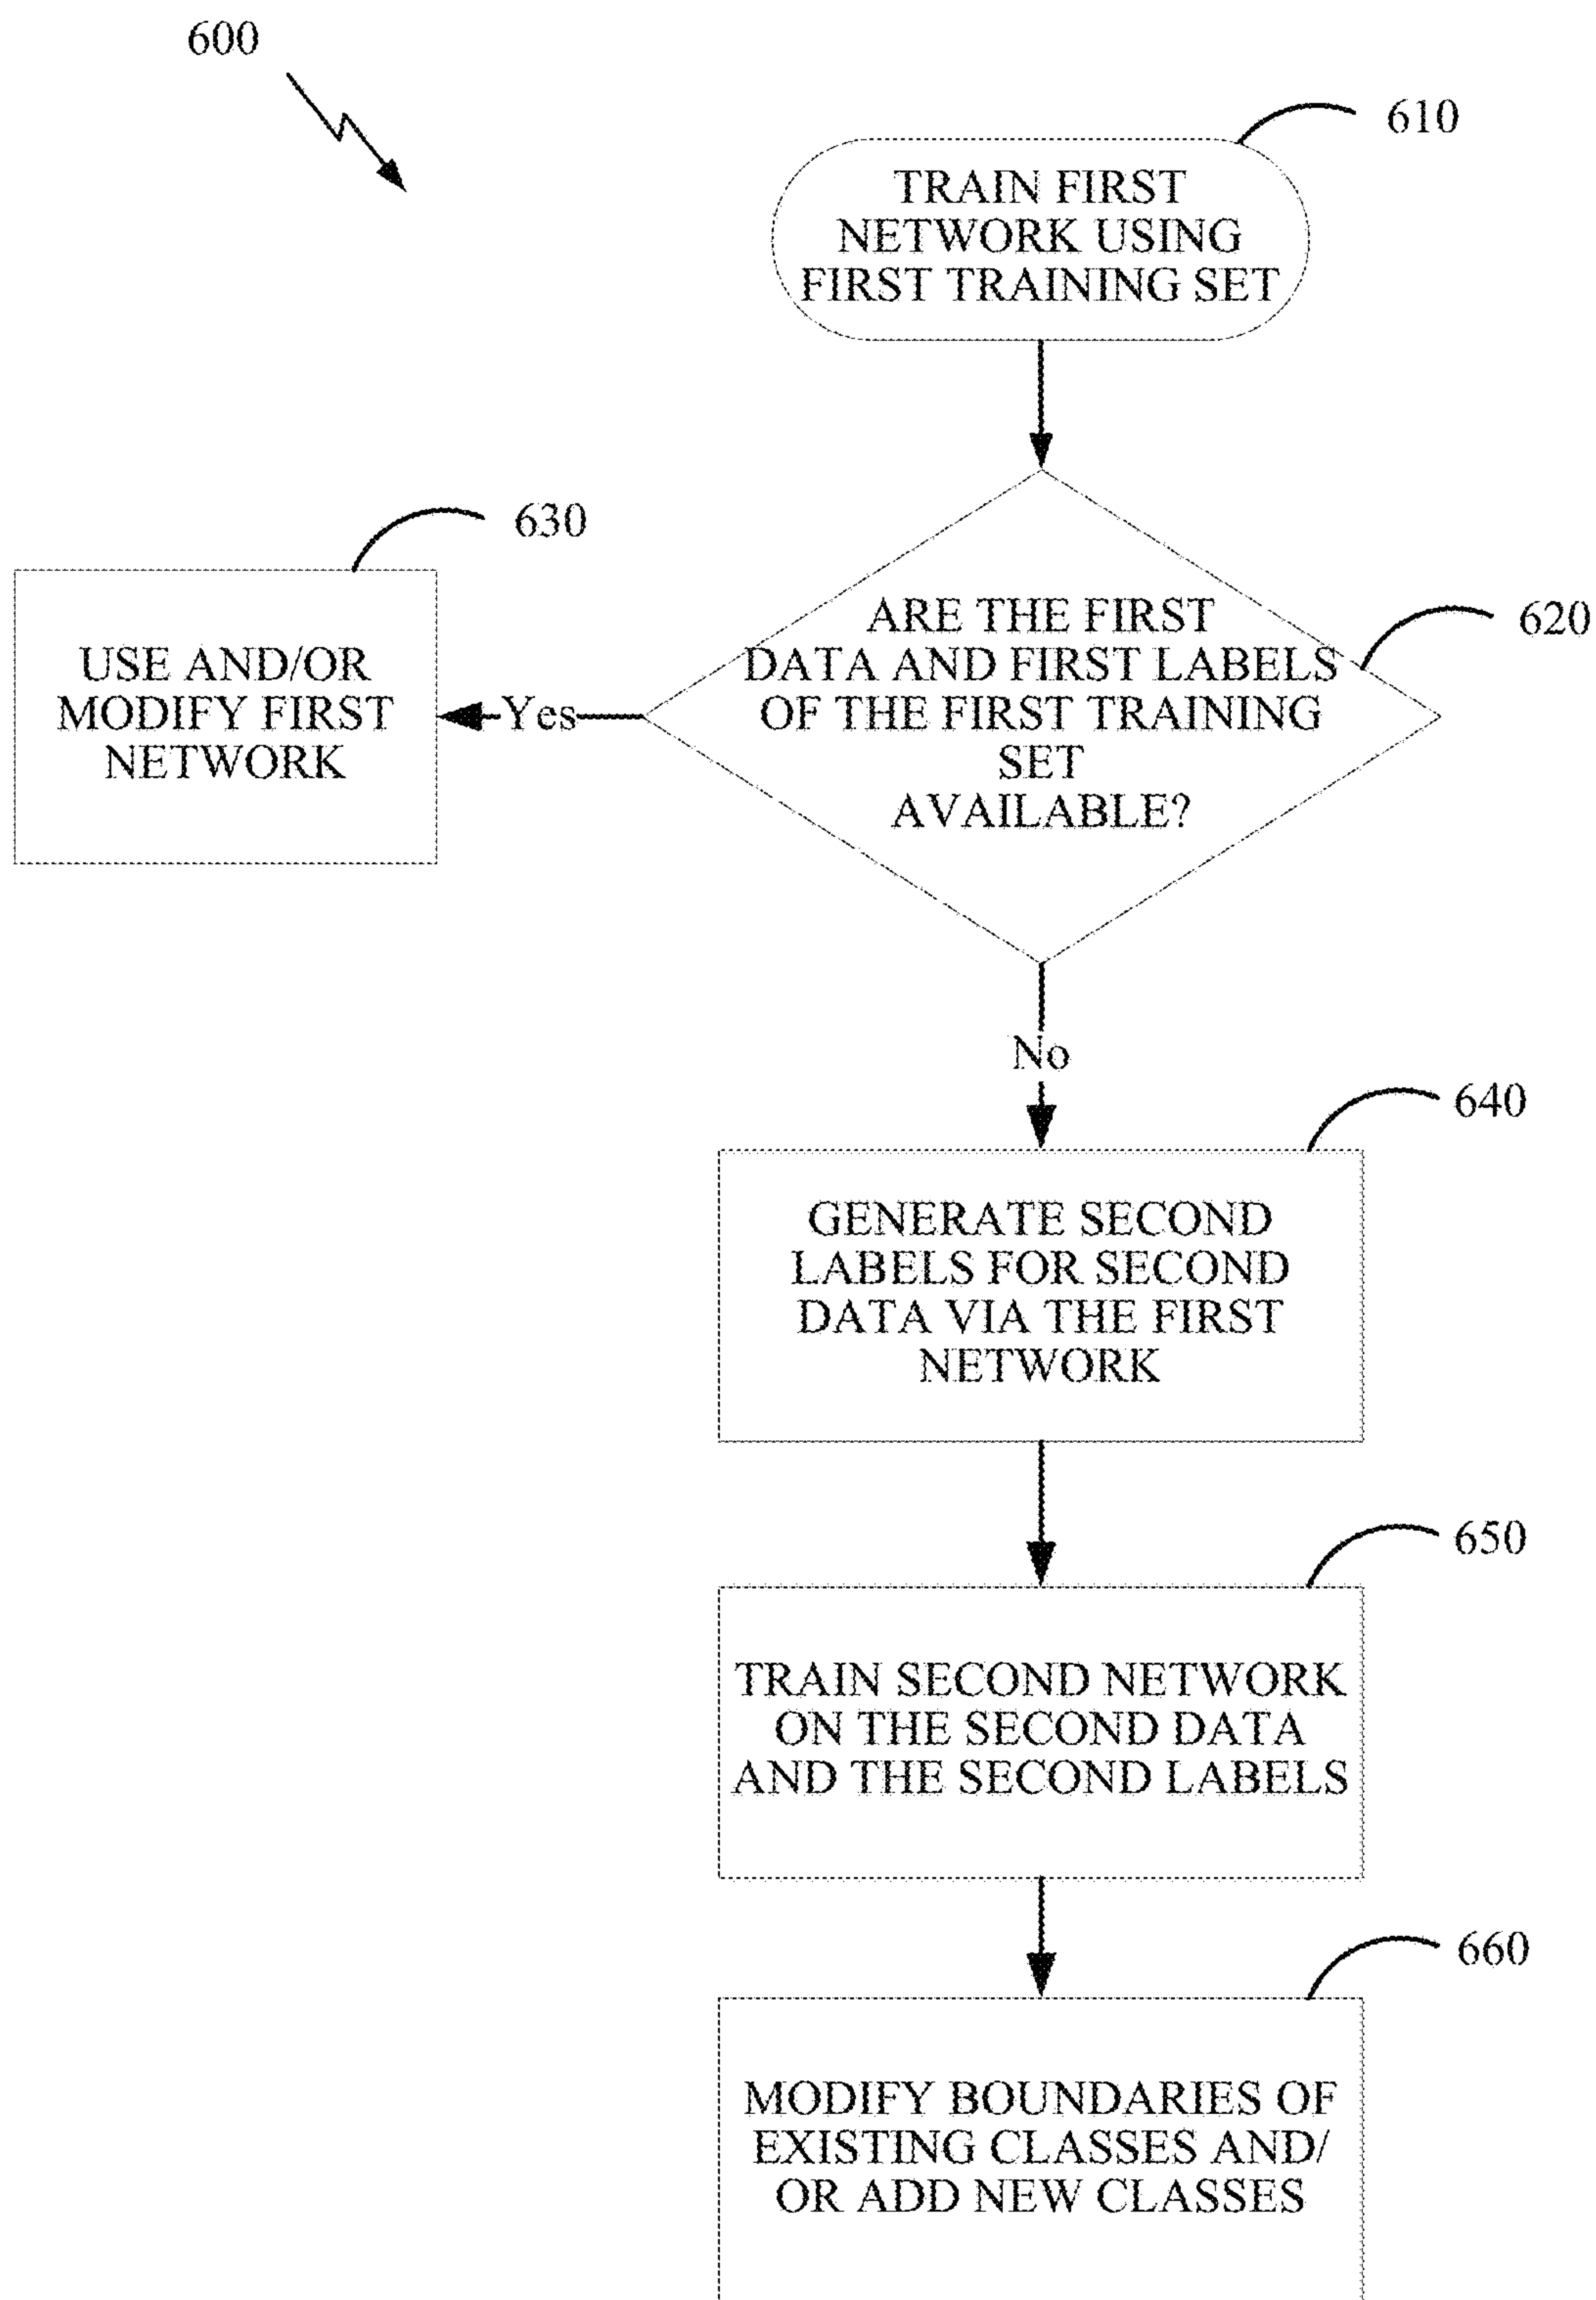 600
610
TRAIN FIRST
NETWORK USING
FIRST TRAINING SET
630
620
USE AND/OR
MODIFY FIRST
NETWORK
Yes
ARE THE FIRST
DATA AND FIRST LABELS
OF THE FIRST TRAINING
SET
AVAILABLE?
No
640
GENERATE SECOND
LABELS FOR SECOND
DATA VIA THE FIRST
NETWORK
650
TRAIN SECOND NETWORK
ON THE SECOND DATA
AND THE SECOND LABELS
660
MODIFY BOUNDARIES OF
EXISTING CLASSES AND/
OR ADD NEW CLASSES